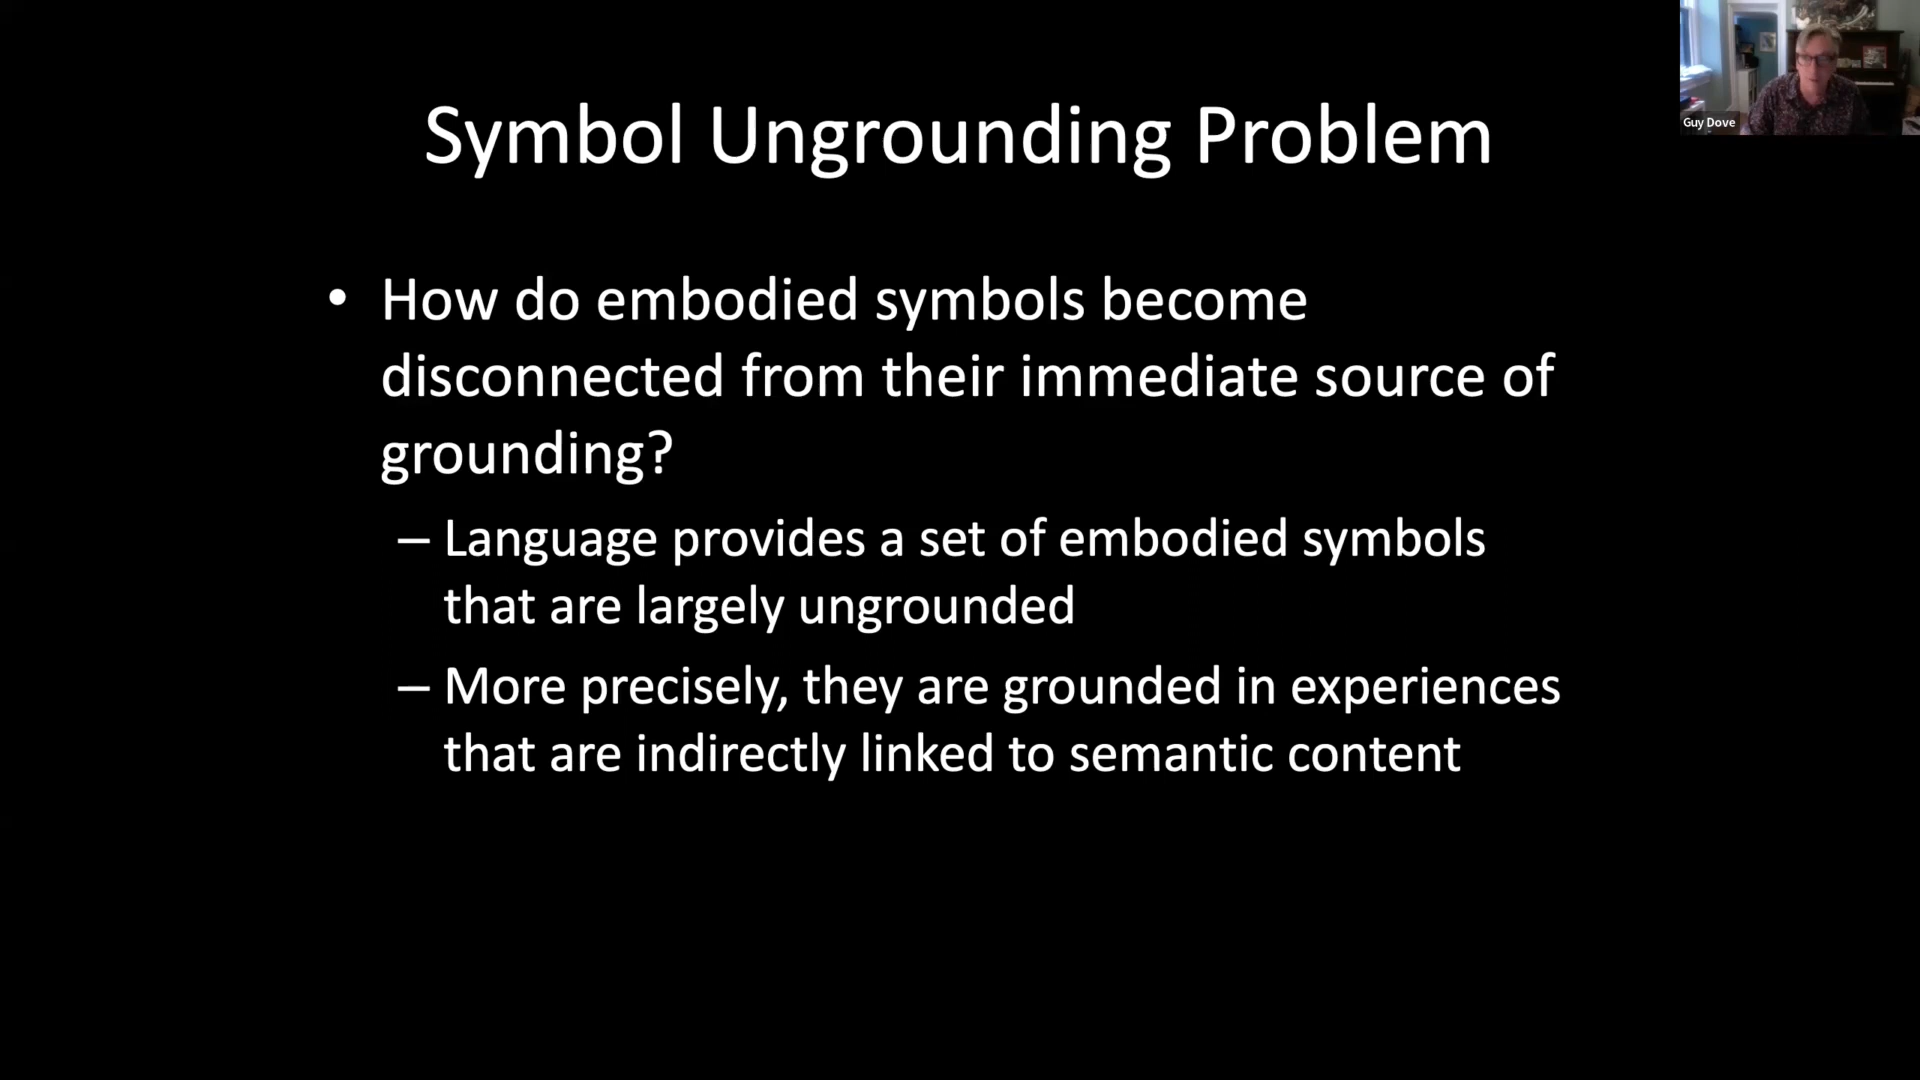 Symbol Ungrounding Problem
• How do embodied symbols become
disconnected from their immediate source of
grounding?
– Language provides a set of embodied symbols
that are largely ungrounded
– More precisely, they are grounded in experiences
that are indirectly linked to semantic content
Guy Dove